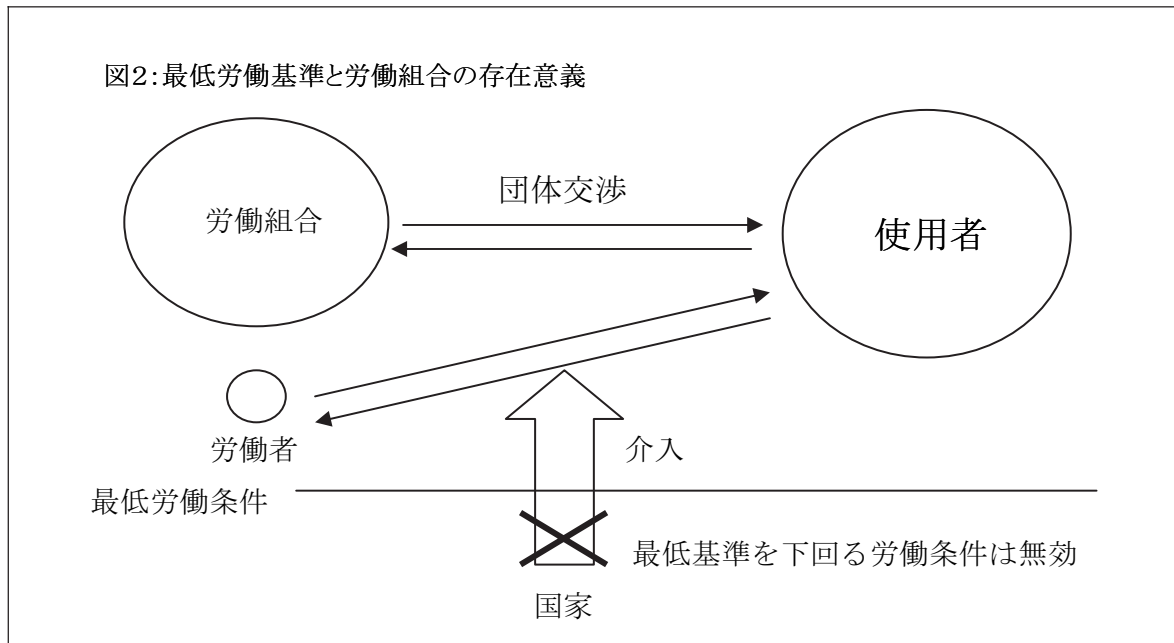 図2:最低労働基準と労働組合の存在意義
団体交渉
労働組合
使用者
労働者
介入
最低労働条件
最低基準を下回る労働条件は無効
国家